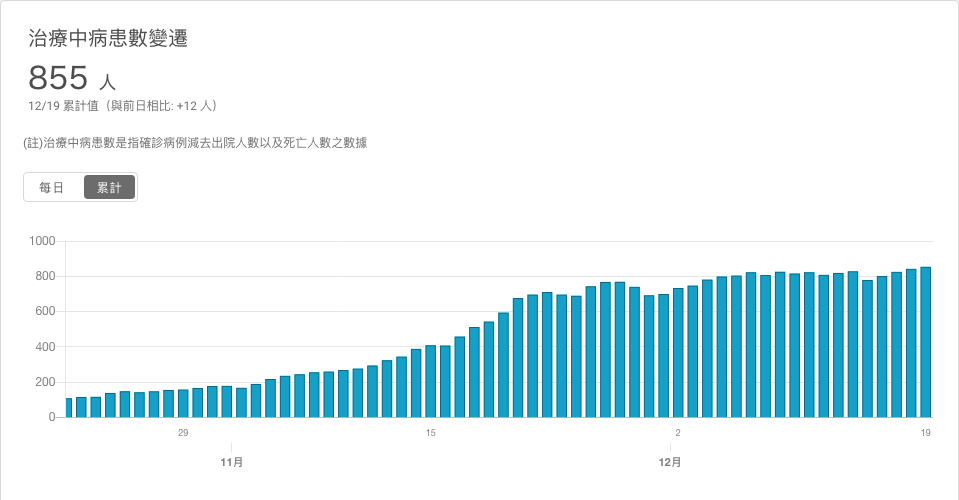 治療中病患數變遷
855 人
12/19 累計值（與前日相比: +12 人）
(註)治療中病患數是指確診病例減去出院人數以及死亡人數之數據
每日 累計
1000
800
600
400
200
0
29 15 2 19
11月 12月